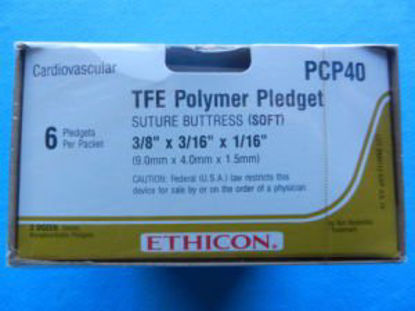 Cardiovascular
PCP40
TFE Polymer Pledget
SUTURE BUTTRESS (SOFT)
6 Pledgets Per Packet
3/8" x 3/16" x 1/16"
(9.0mm x 4.0mm x 1.5mm)
CAUTION: Federal (U.S.A.) law restricts this
device for sale by or on the order of a physician.
ETHICON